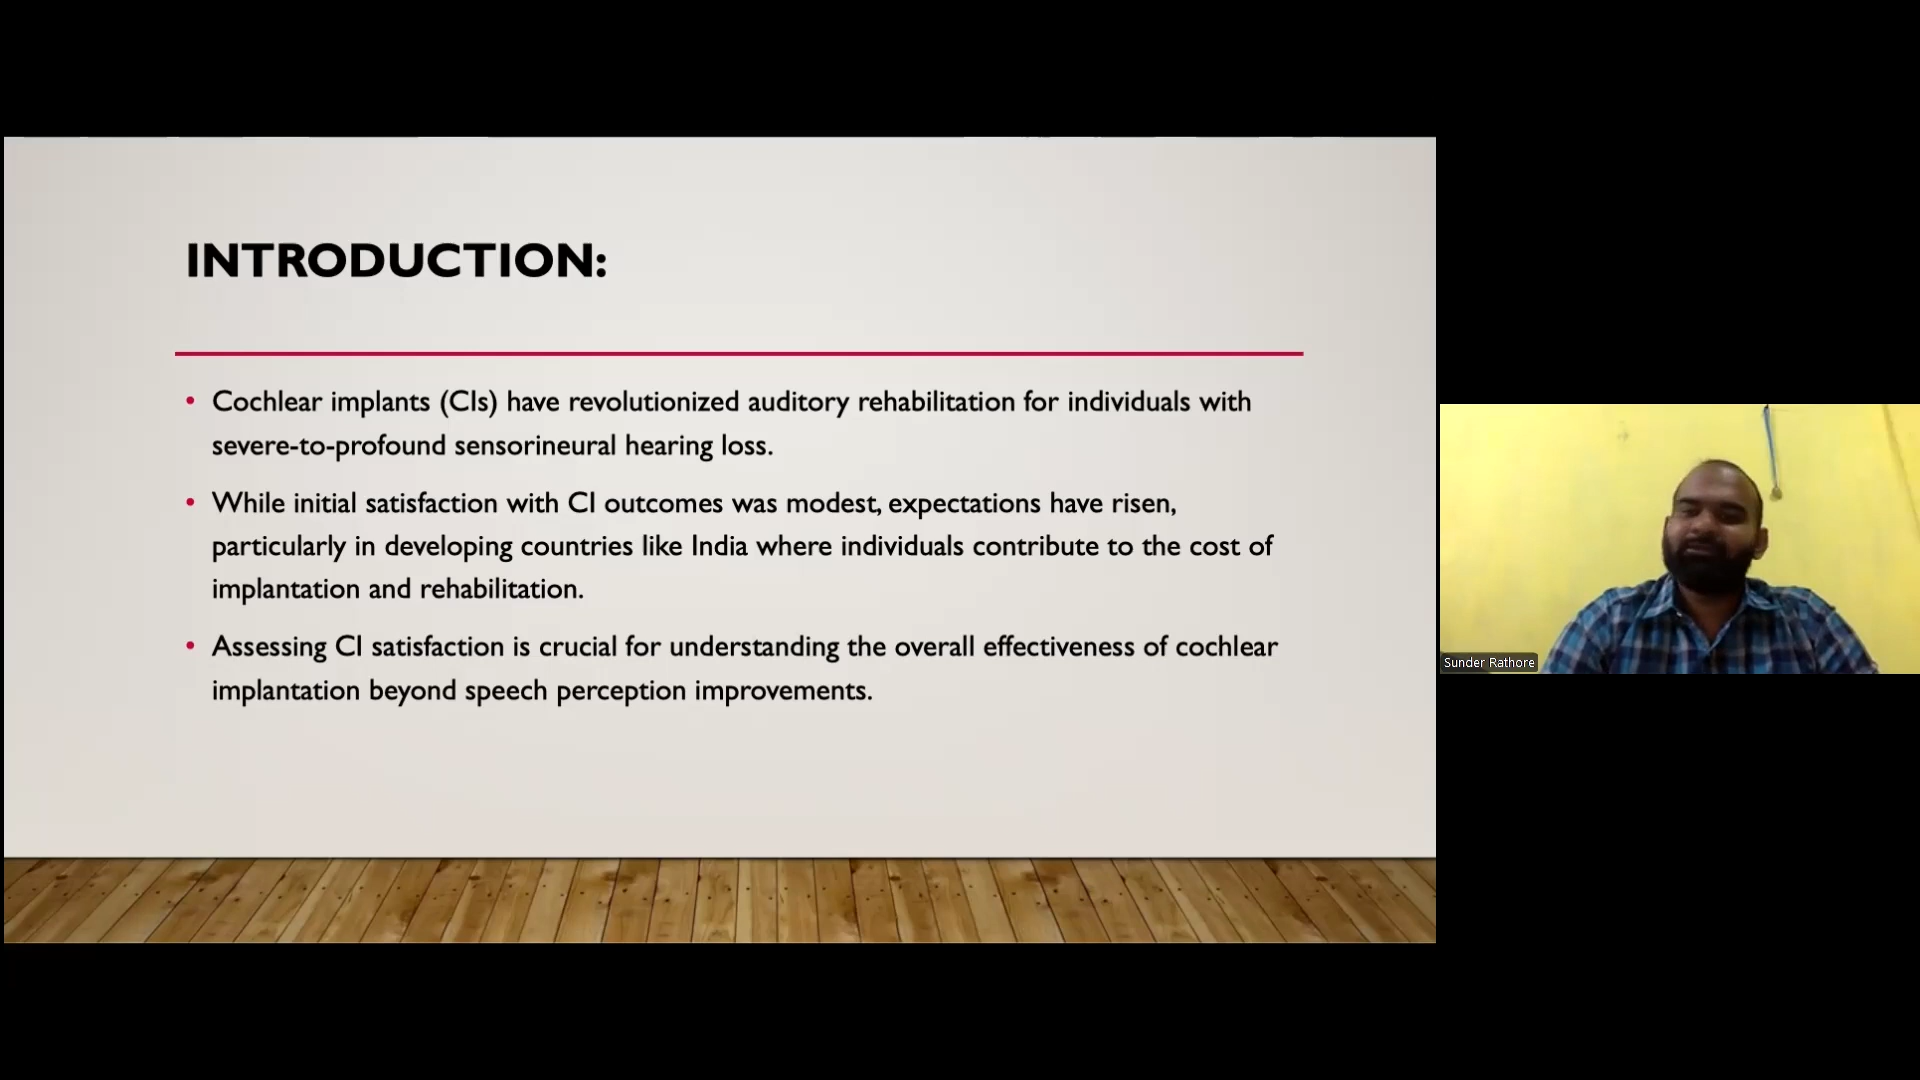 INTRODUCTION:
• Cochlear implants (CIs) have revolutionized auditory rehabilitation for individuals with
severe-to-profound sensorineural hearing loss.
• While initial satisfaction with CI outcomes was modest, expectations have risen,
particularly in developing countries like India where individuals contribute to the cost of
implantation and rehabilitation.
• Assessing CI satisfaction is crucial for understanding the overall effectiveness of cochlear
implantation beyond speech perception improvements.
Sunder Rathore